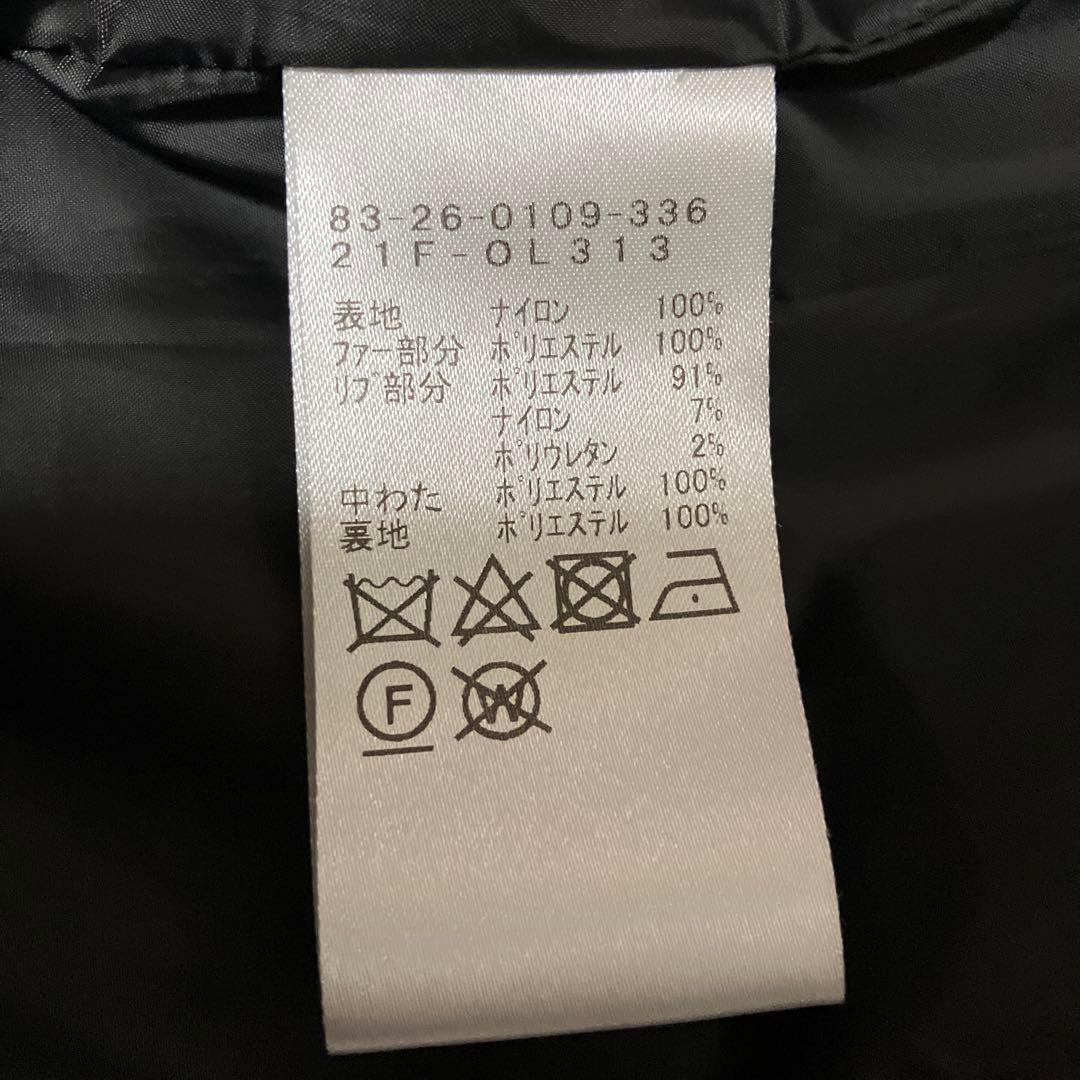 83-26-0109-336
21F-OL313
表地 ナイロン 100%
ファー部分 ポリエステル 100%
リブ部分 ポリエステル 91%
ナイロン 7%
ポリウレタン 2%
中わた ポリエステル 100%
裏地 ポリエステル 100%
F W